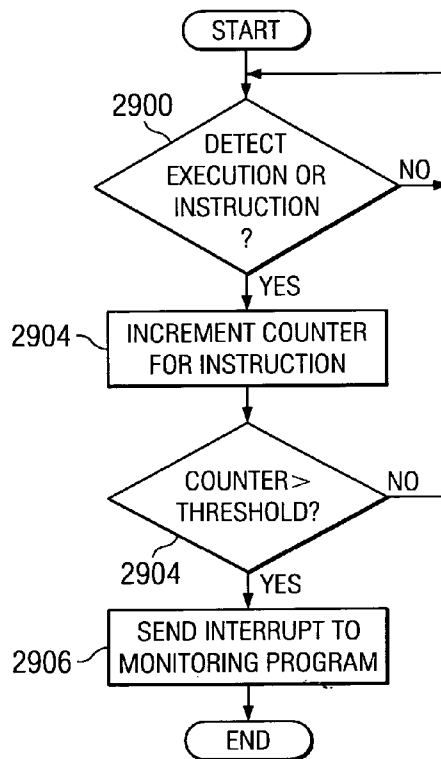 START
2900
DETECT
EXECUTION OR
INSTRUCTION
?
NO
YES
2904
INCREMENT COUNTER
FOR INSTRUCTION
COUNTER>
THRESHOLD?
NO
2904
YES
2906
SEND INTERRUPT TO
MONITORING PROGRAM
END